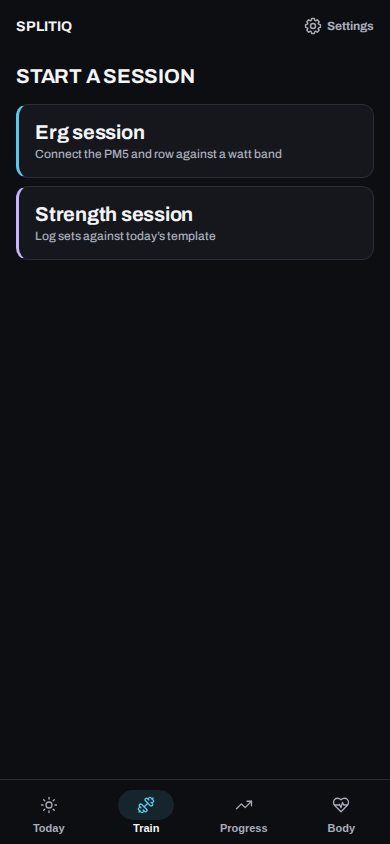 SPLITIQ
Settings
START A SESSION
Erg session
Connect the PM5 and row against a watt band
Strength session
Log sets against today's template
Today
Train
Progress
Body